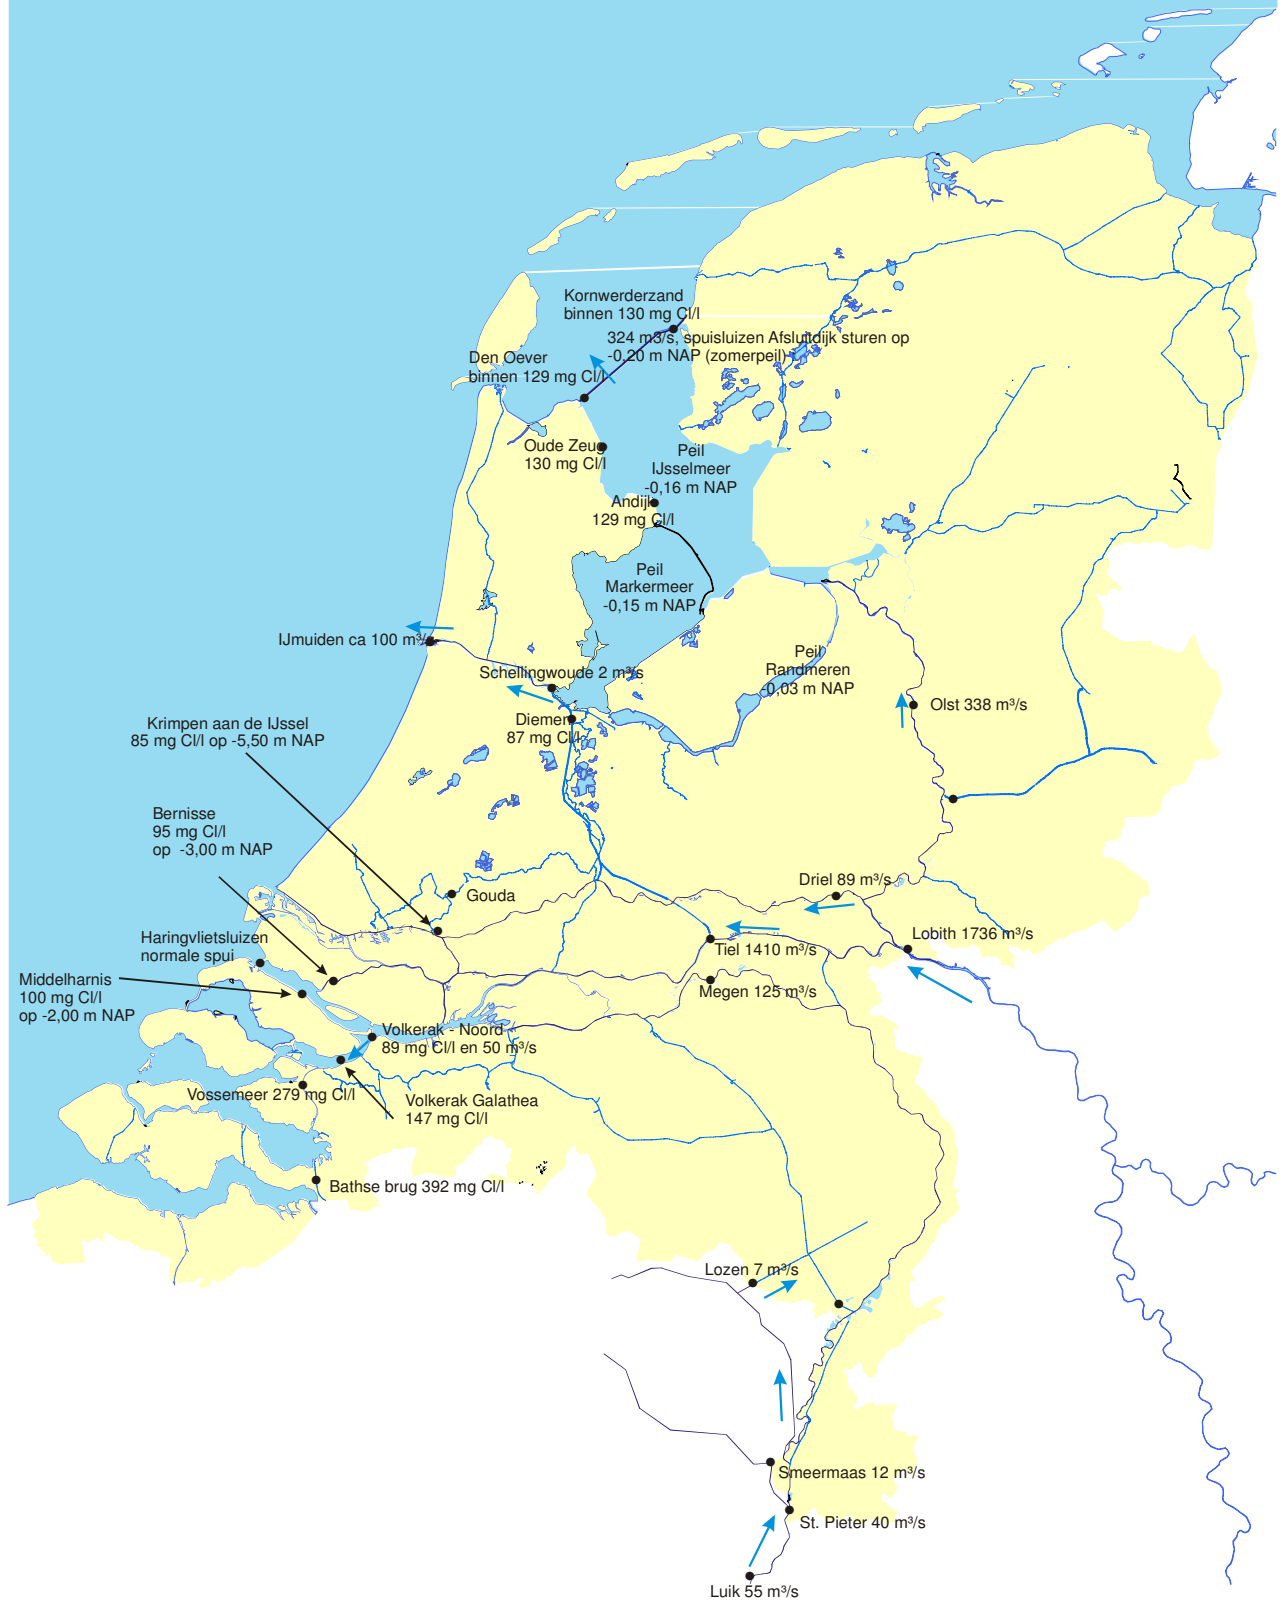 Kornwerderzand
binnen 130 mg Cl/l
324 m3/s, spuisluizen Afsluitdijk sturen op
-0,20 m NAP (zomerpeil)
Den Oever
binnen 129 mg Cl/l
Oude Zeug
130 mg Cl/l
Peil
IJsselmeer
-0,16 m NAP
Andijk
129 mg Cl/l
Peil
Markermeer
-0,15 m NAP
IJmuiden ca 100 m³/s
Schellingwoude 2 m³/s
Peil
Randmeren
-0,03 m NAP
Olst 338 m³/s
Diemen
87 mg Cl/l
Krimpen aan de IJssel
85 mg Cl/l op -5,50 m NAP
Bernisse
95 mg Cl/l
op -3,00 m NAP
Gouda
Driel 89 m³/s
Haringvlietsluizen
normale spui
Tiel 1410 m³/s
Lobith 1736 m³/s
Middelharnis
100 mg Cl/l
op -2,00 m NAP
Megen 125 m³/s
Volkerak - Noord
89 mg Cl/l en 50 m³/s
Vossemeer 279 mg Cl/l
Volkerak Galathea
147 mg Cl/l
Bathse brug 392 mg Cl/l
Lozen 7 m³/s
Smeermaas 12 m³/s
St. Pieter 40 m³/s
Luik 55 m³/s